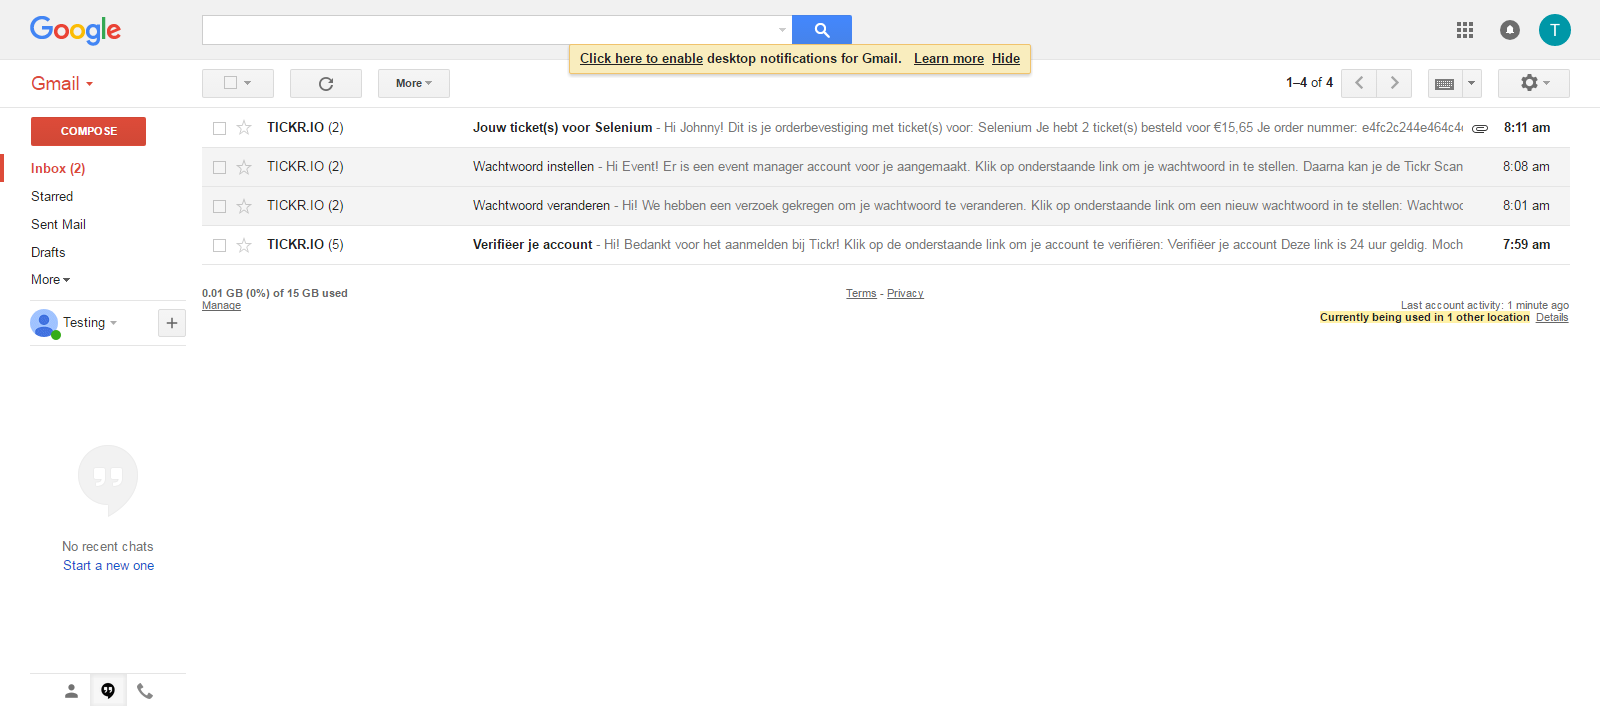 Google
T
Click here to enable desktop notifications for Gmail. Learn more Hide
Gmail
More
1–4 of 4
COMPOSE
Inbox (2)
Starred
Sent Mail
Drafts
More
Testing
TICKR.IO (2) Jouw ticket(s) voor Selenium - Hi Johnny! Dit is je orderbevestiging met ticket(s) voor: Selenium Je hebt 2 ticket(s) besteld voor €15,65 Je order nummer: e4fc2c244e464c4c 8:11 am
TICKR.IO (2) Wachtwoord instellen - Hi Event! Er is een event manager account voor je aangemaakt. Klik op onderstaande link om je wachtwoord in te stellen. Daarna kan je de Tickr Scan 8:08 am
TICKR.IO (2) Wachtwoord veranderen - Hi! We hebben een verzoek gekregen om je wachtwoord te veranderen. Klik op onderstaande link om een nieuw wachtwoord in te stellen: Wachtwoo 8:01 am
TICKR.IO (5) Verifiëer je account - Hi! Bedankt voor het aanmelden bij Tickr! Klik op de onderstaande link om je account te verifiëren: Verifiëer je account Deze link is 24 uur geldig. Moch 7:59 am
0.01 GB (0%) of 15 GB used
Manage
Terms - Privacy
Last account activity: 1 minute ago
Currently being used in 1 other location Details
No recent chats
Start a new one